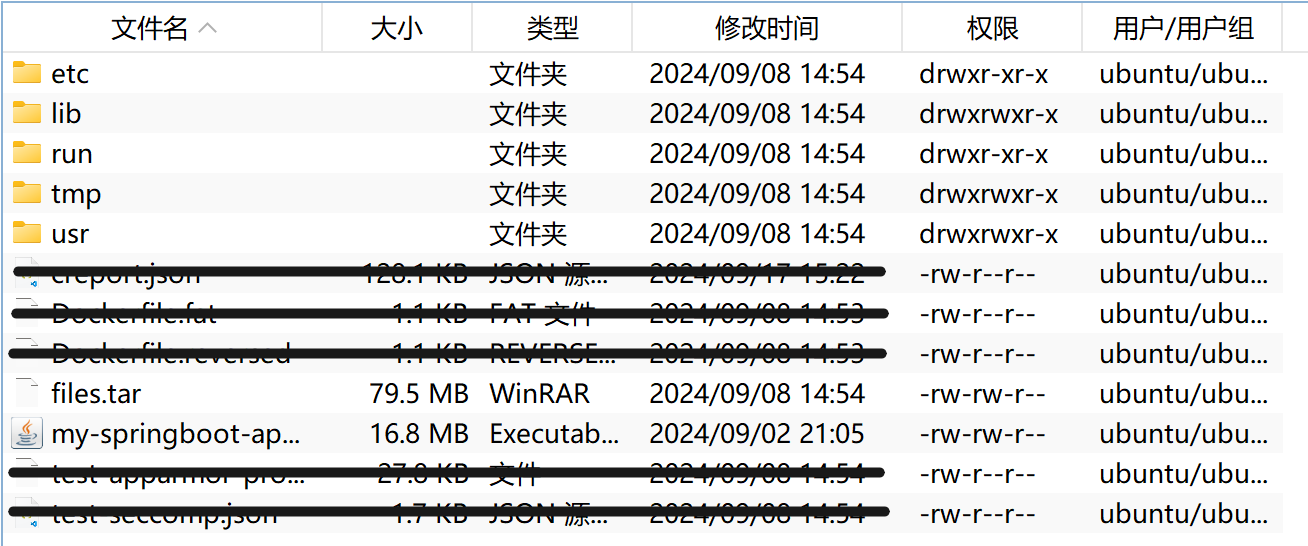 文件名 大小 类型 修改时间 权限 用户/用户组
etc 文件夹 2024/09/08 14:54 drwxr-xr-x ubuntu/ubu...
lib 文件夹 2024/09/08 14:54 drwxrwxr-x ubuntu/ubu...
run 文件夹 2024/09/08 14:54 drwxr-xr-x ubuntu/ubu...
tmp 文件夹 2024/09/08 14:54 drwxrwxr-x ubuntu/ubu...
usr 文件夹 2024/09/08 14:54 drwxrwxr-x ubuntu/ubu...
creport.json 128.1 KB JSON 源... 2024/09/17 15:22 -rw-r--r-- ubuntu/ubu...
Dockerfile.fat 1.1 KB FAT 文件 2024/09/08 14:53 -rw-r--r-- ubuntu/ubu...
Dockerfile.reversed 1.1 KB REVERSE... 2024/09/08 14:53 -rw-r--r-- ubuntu/ubu...
files.tar 79.5 MB WinRAR 2024/09/08 14:54 -rw-rw-r-- ubuntu/ubu...
my-springboot-ap... 16.8 MB Executab... 2024/09/02 21:05 -rw-rw-r-- ubuntu/ubu...
test-apparmor-pro... 27.8 KB 文件 2024/09/08 14:54 -rw-r--r-- ubuntu/ubu...
test-seccomp.json 1.7 KB JSON 源... 2024/09/08 14:54 -rw-r--r-- ubuntu/ubu...